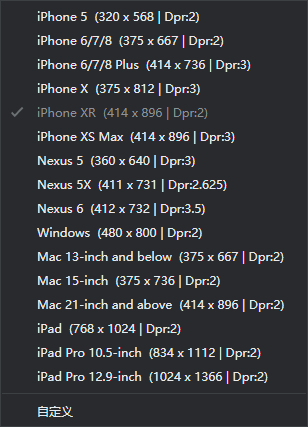 iPhone 5 (320 x 568 | Dpr:2)
iPhone 6/7/8 (375 x 667 | Dpr:2)
iPhone 6/7/8 Plus (414 x 736 | Dpr:3)
iPhone X (375 x 812 | Dpr:3)
iPhone XR (414 x 896 | Dpr:2)
iPhone XS Max (414 x 896 | Dpr:3)
Nexus 5 (360 x 640 | Dpr:3)
Nexus 5X (411 x 731 | Dpr:2.625)
Nexus 6 (412 x 732 | Dpr:3.5)
Windows (480 x 800 | Dpr:2)
Mac 13-inch and below (375 x 667 | Dpr:2)
Mac 15-inch (375 x 736 | Dpr:2)
Mac 21-inch and above (414 x 896 | Dpr:2)
iPad (768 x 1024 | Dpr:2)
iPad Pro 10.5-inch (834 x 1112 | Dpr:2)
iPad Pro 12.9-inch (1024 x 1366 | Dpr:2)
自定义